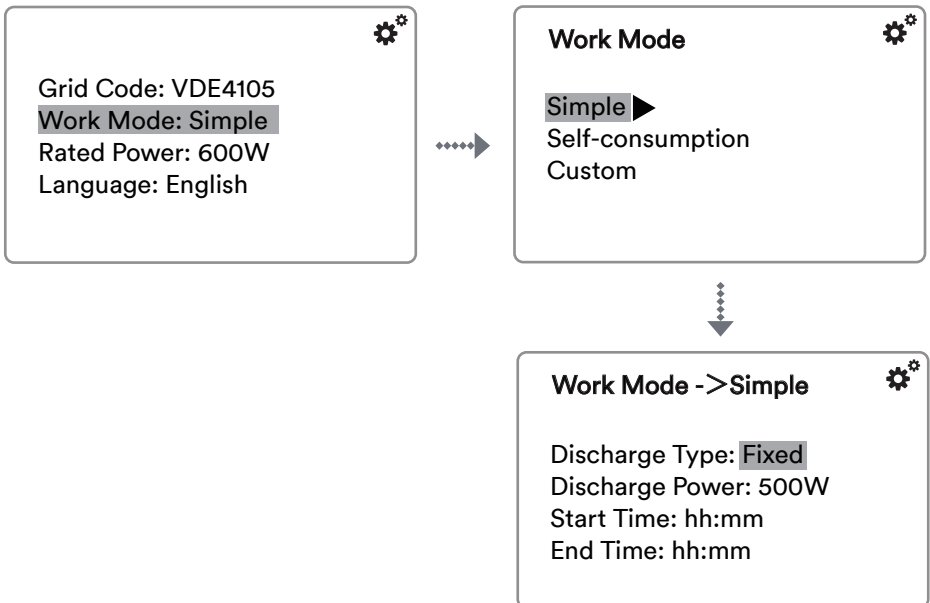 Grid Code: VDE4105
Work Mode: Simple
Rated Power: 600W
Language: English
Work Mode
Simple
Self-consumption
Custom
Work Mode ->Simple
Discharge Type: Fixed
Discharge Power: 500W
Start Time: hh:mm
End Time: hh:mm